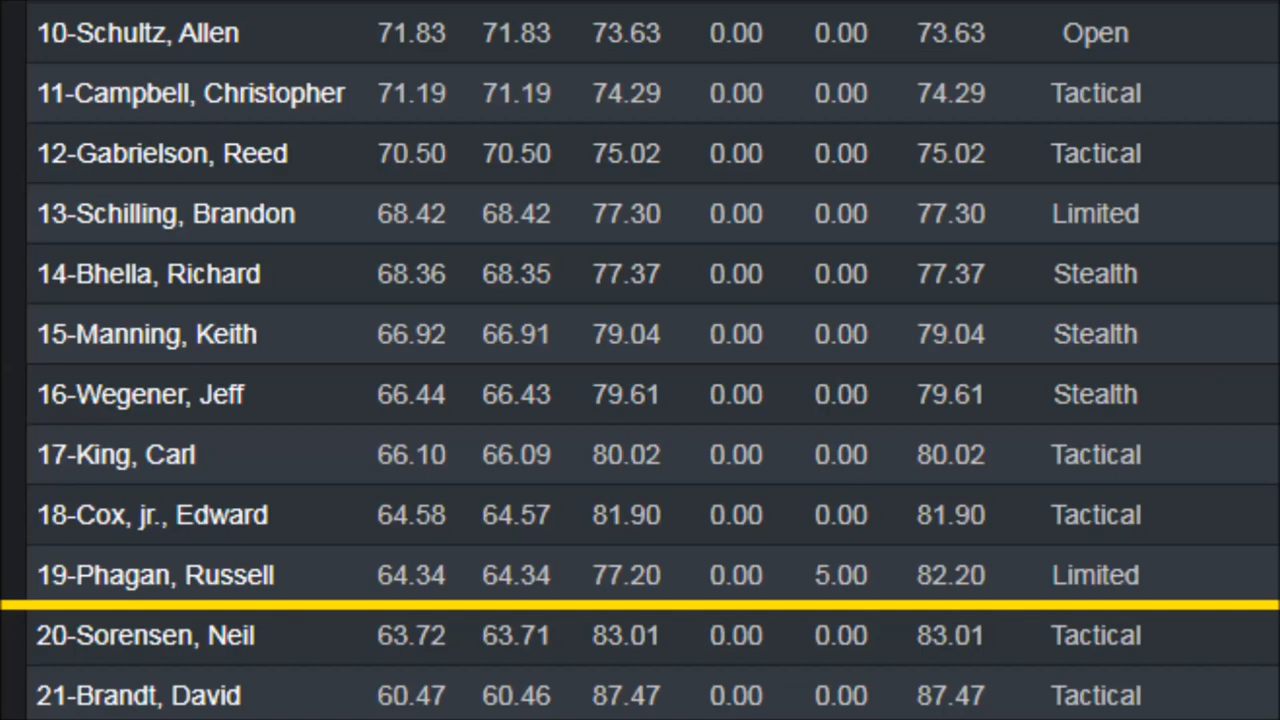 10-Schultz, Allen 71.83 71.83 73.63 0.00 0.00 73.63 Open
11-Campbell, Christopher 71.19 71.19 74.29 0.00 0.00 74.29 Tactical
12-Gabrielson, Reed 70.50 70.50 75.02 0.00 0.00 75.02 Tactical
13-Schilling, Brandon 68.42 68.42 77.30 0.00 0.00 77.30 Limited
14-Bhella, Richard 68.36 68.35 77.37 0.00 0.00 77.37 Stealth
15-Manning, Keith 66.92 66.91 79.04 0.00 0.00 79.04 Stealth
16-Wegener, Jeff 66.44 66.43 79.61 0.00 0.00 79.61 Stealth
17-King, Carl 66.10 66.09 80.02 0.00 0.00 80.02 Tactical
18-Cox, jr., Edward 64.58 64.57 81.90 0.00 0.00 81.90 Tactical
19-Phagan, Russell 64.34 64.34 77.20 0.00 5.00 82.20 Limited
20-Sorensen, Neil 63.72 63.71 83.01 0.00 0.00 83.01 Tactical
21-Brandt, David 60.47 60.46 87.47 0.00 0.00 87.47 Tactical